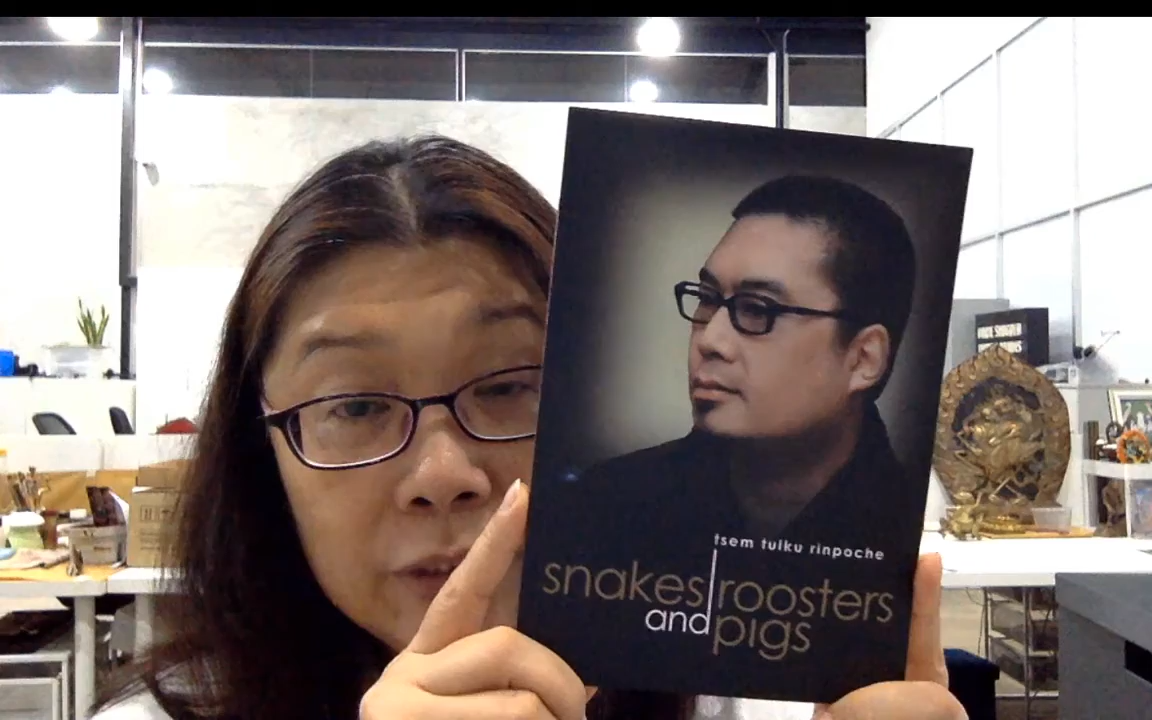 tsem tulku rinpoche
snakes roosters
and pigs